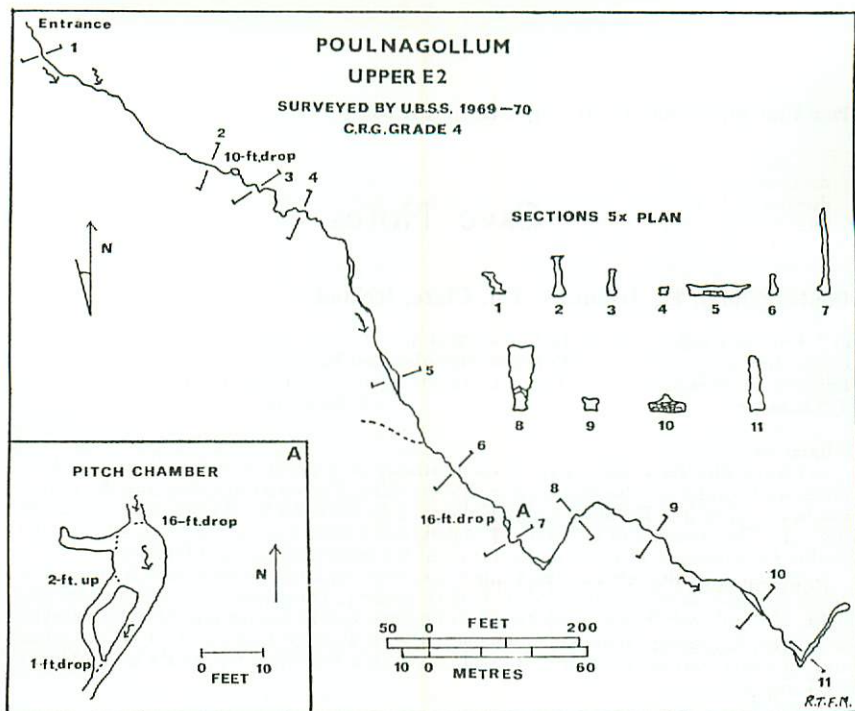 Entrance
1
POULNAGOLLUM
UPPER E2
SURVEYED BY U.B.S.S. 1969-70
C.R.G. GRADE 4
2
10-ft.drop
3
4
N
SECTIONS 5x PLAN
1 2 3 4 5 6 7
8 9 10 11
5
6
16-ft.drop
A
7
8
9
10
11
A
PITCH CHAMBER
16-ft.drop
2-ft. up
N
1-ft.drop
0 10
FEET
FEET
50 0 200
10 0 60
METRES
R.T.F.M.